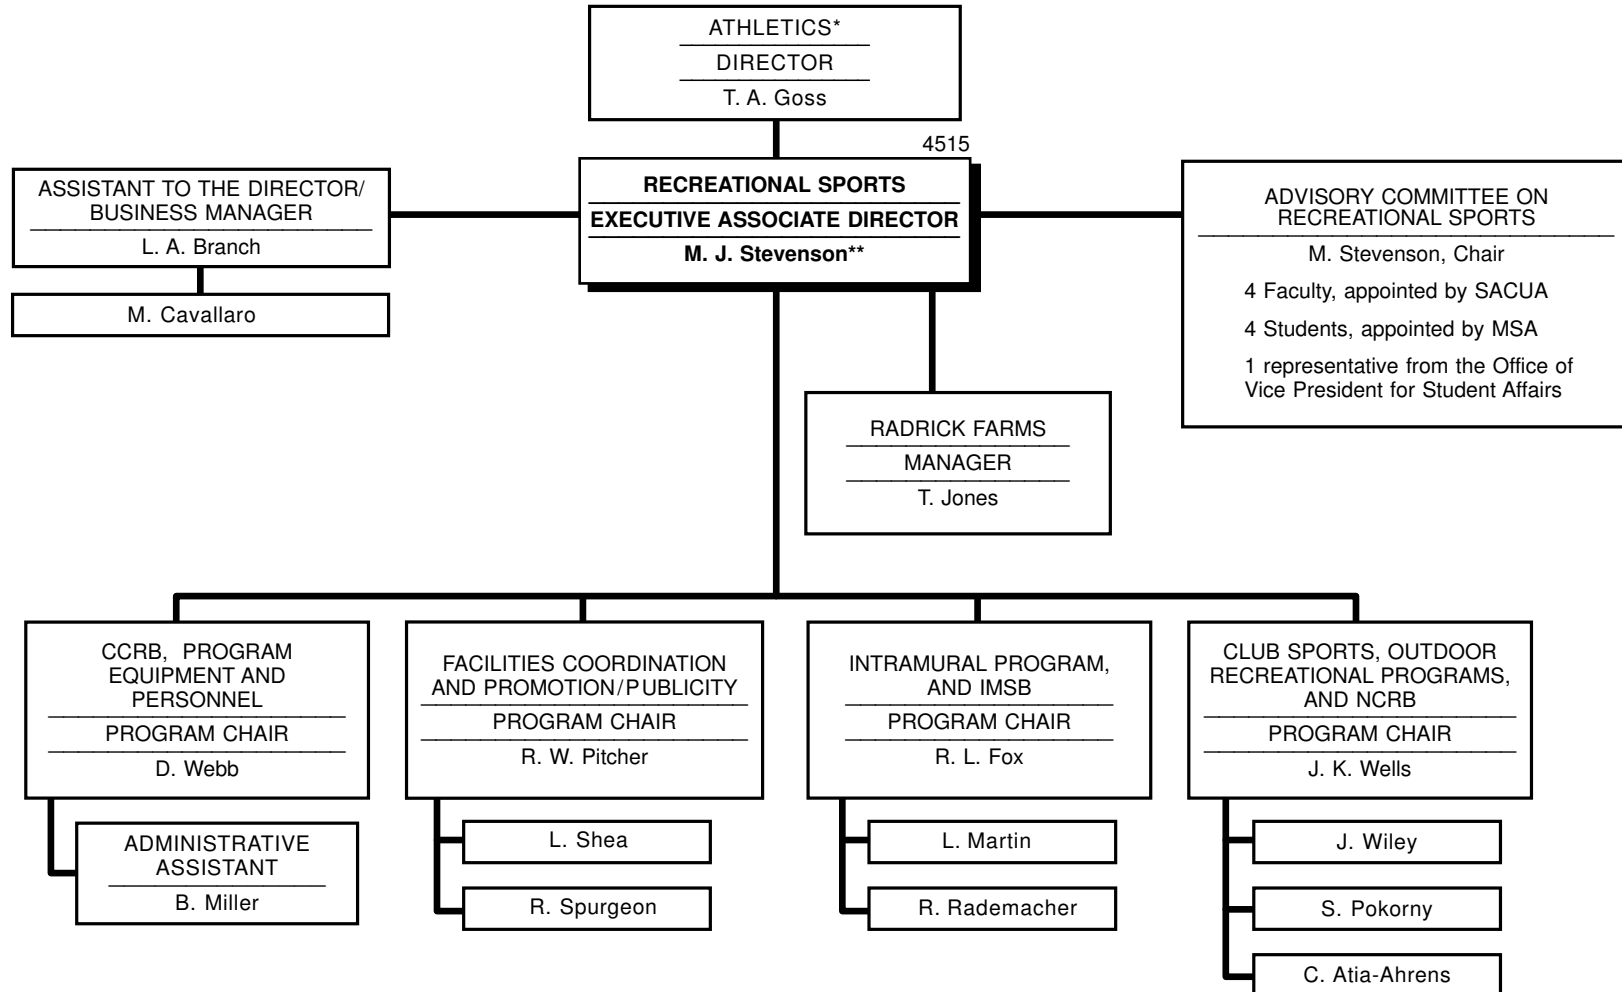 ATHLETICS*
DIRECTOR
T. A. Goss
4515
RECREATIONAL SPORTS
EXECUTIVE ASSOCIATE DIRECTOR
M. J. Stevenson**
ASSISTANT TO THE DIRECTOR/
BUSINESS MANAGER
L. A. Branch
M. Cavallaro
ADVISORY COMMITTEE ON
RECREATIONAL SPORTS
M. Stevenson, Chair
4 Faculty, appointed by SACUA
4 Students, appointed by MSA
1 representative from the Office of
Vice President for Student Affairs
RADRICK FARMS
MANAGER
T. Jones
CCRB, PROGRAM
EQUIPMENT AND
PERSONNEL
PROGRAM CHAIR
D. Webb
ADMINISTRATIVE
ASSISTANT
B. Miller
FACILITIES COORDINATION
AND PROMOTION/PUBLICITY
PROGRAM CHAIR
R. W. Pitcher
L. Shea
R. Spurgeon
INTRAMURAL PROGRAM,
AND IMSB
PROGRAM CHAIR
R. L. Fox
L. Martin
R. Rademacher
CLUB SPORTS, OUTDOOR
RECREATIONAL PROGRAMS,
AND NCRB
PROGRAM CHAIR
J. K. Wells
J. Wiley
S. Pokorny
C. Atia-Ahrens